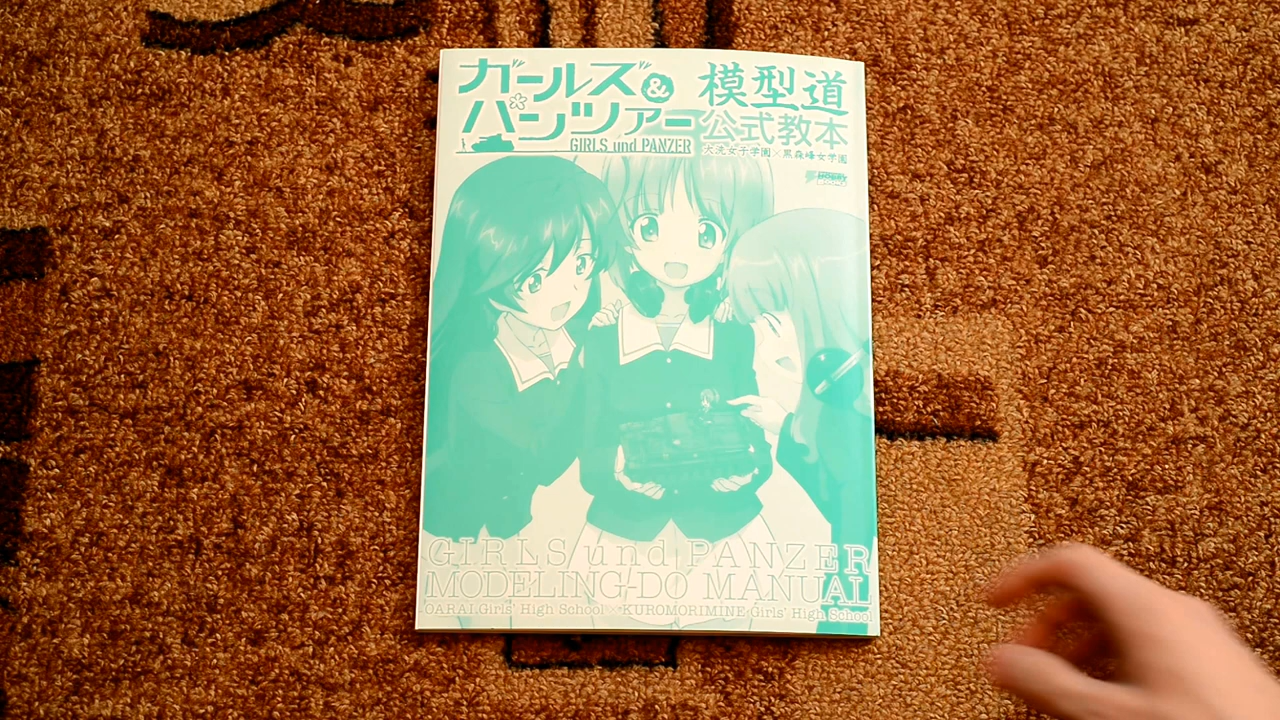 ガールズ&
パンツァー
GIRLS und PANZER
模型道
公式教本
大洗女子学園×黒森峰女学園
GIRLS und PANZER
MODELING-DO MANUAL
OARAI Girls' High School × KUROMORIMINE Girls' High School